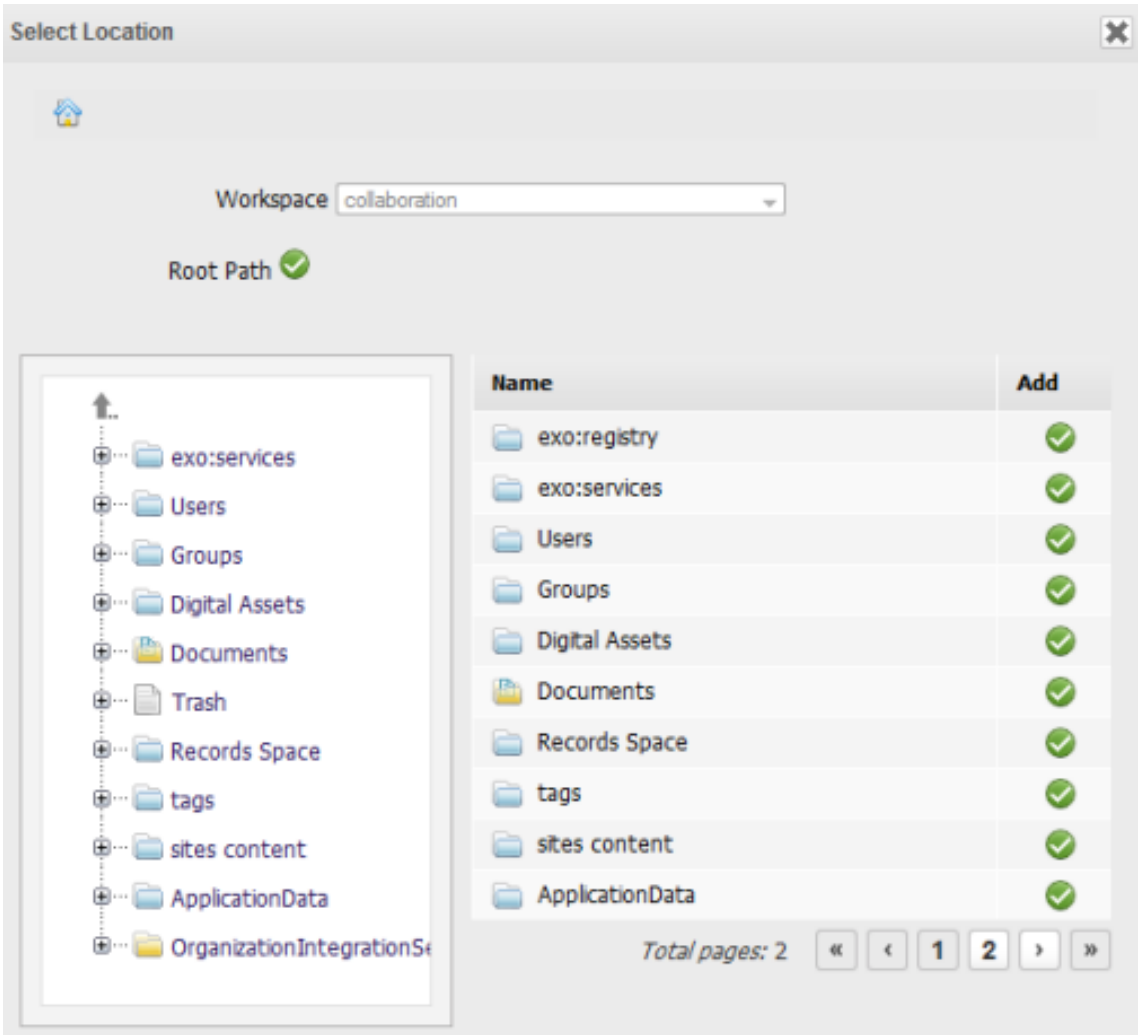 Select Location
Workspace collaboration
Root Path
..
exo:services
Users
Groups
Digital Assets
Documents
Trash
Records Space
tags
sites content
ApplicationData
OrganizationIntegrationSe
Name Add
exo:registry
exo:services
Users
Groups
Digital Assets
Documents
Records Space
tags
sites content
ApplicationData
Total pages: 2 « ‹ 1 2 › »